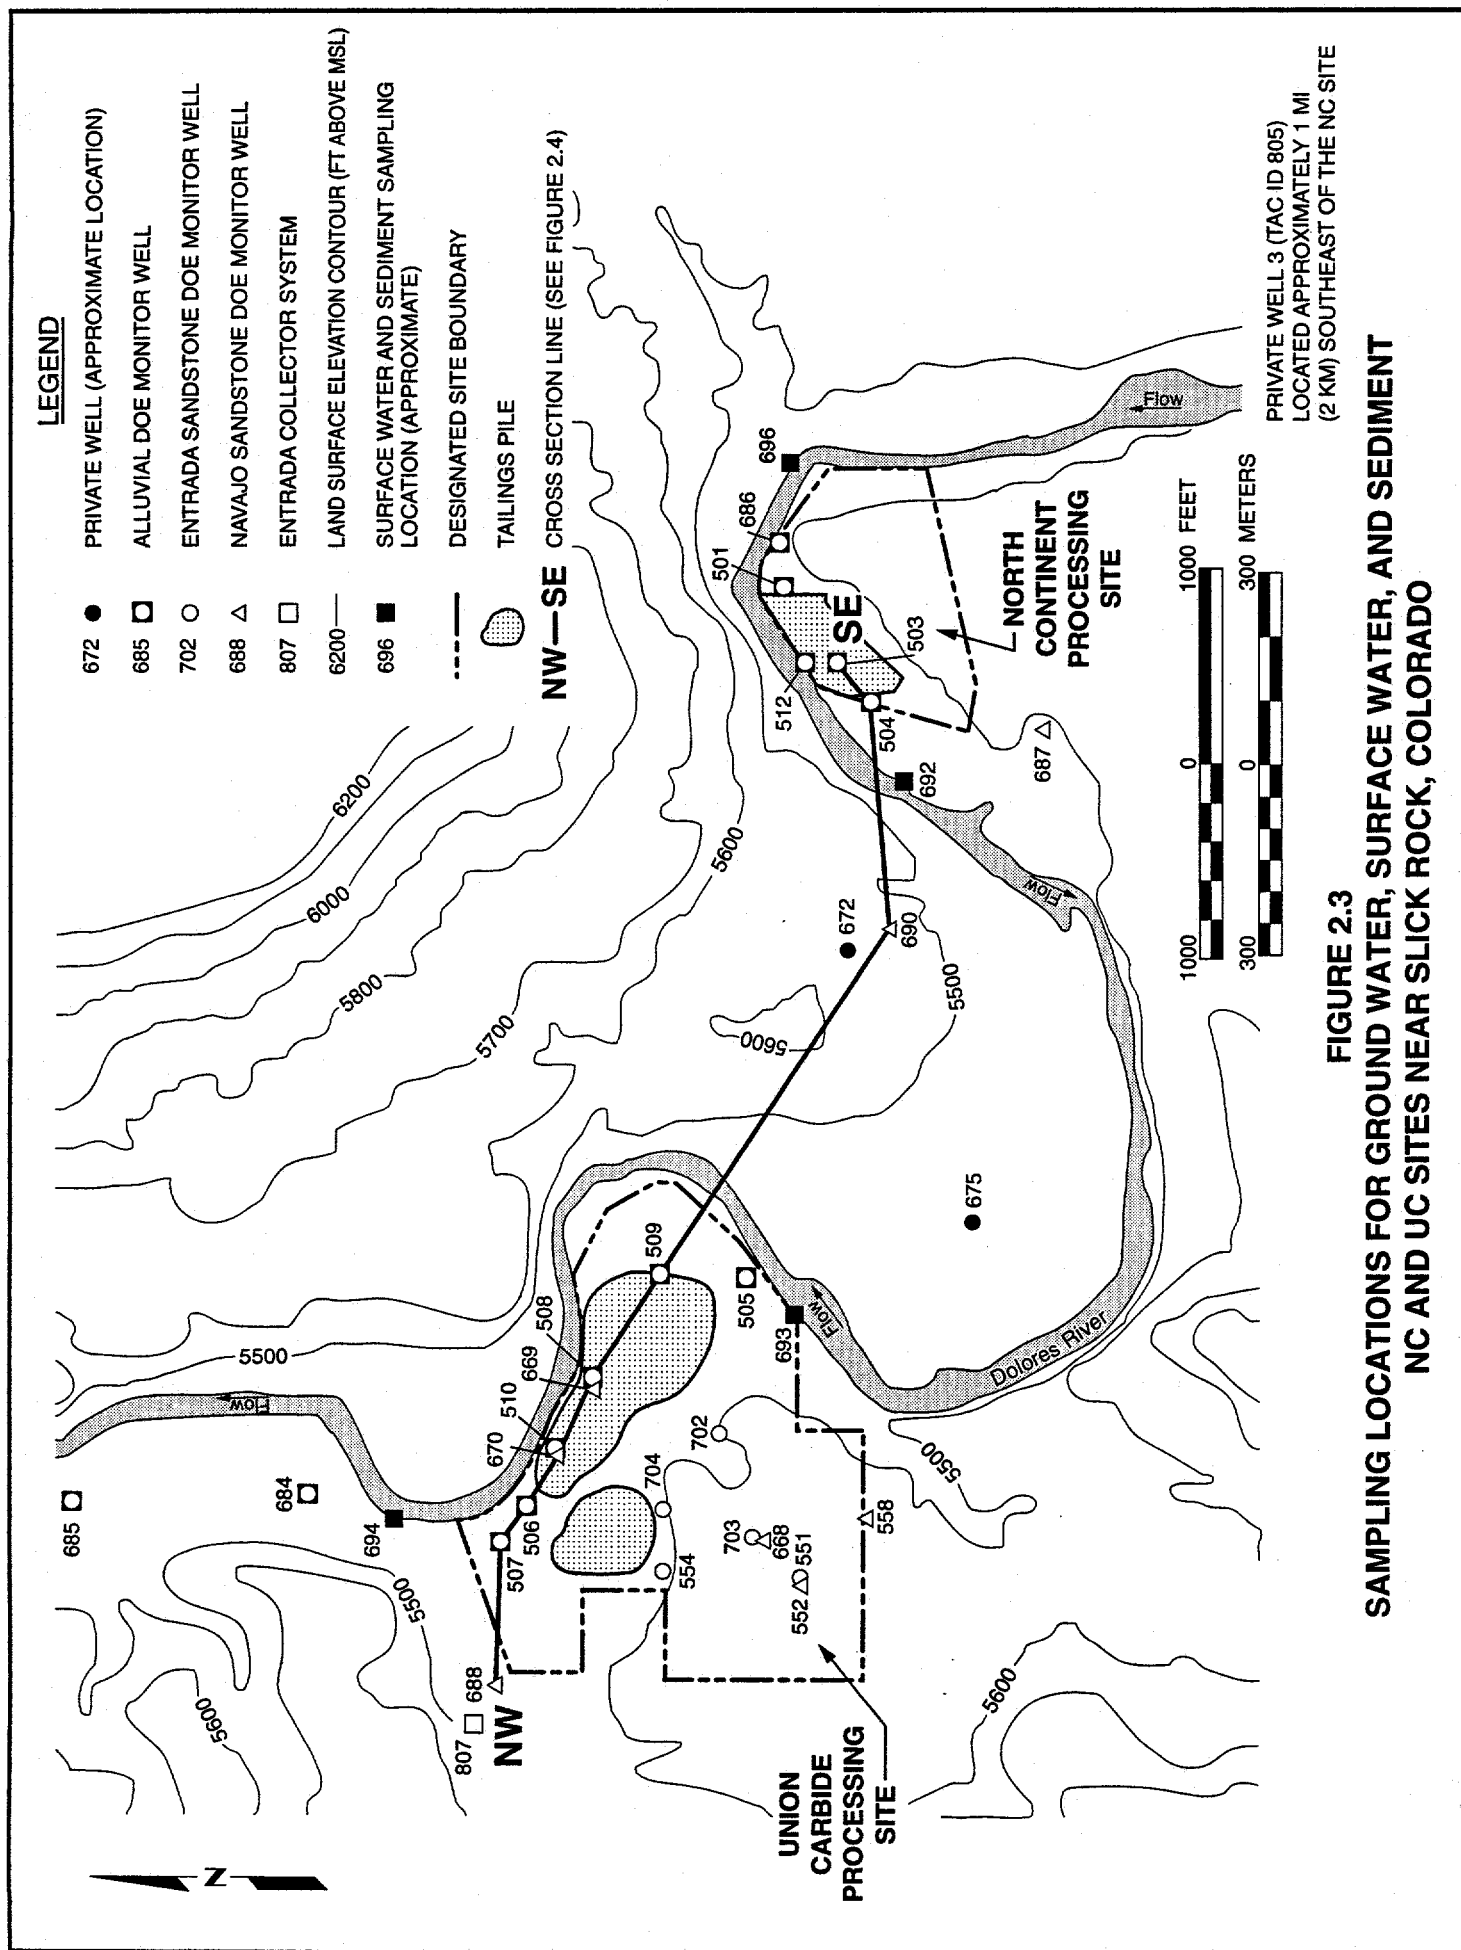 LEGEND
672 PRIVATE WELL (APPROXIMATE LOCATION)
685 ALLUVIAL DOE MONITOR WELL
702 ENTRADA SANDSTONE DOE MONITOR WELL
688 NAVAJO SANDSTONE DOE MONITOR WELL
807 ENTRADA COLLECTOR SYSTEM
6200 LAND SURFACE ELEVATION CONTOUR (FT ABOVE MSL)
696 SURFACE WATER AND SEDIMENT SAMPLING
LOCATION (APPROXIMATE)
DESIGNATED SITE BOUNDARY
TAILINGS PILE
NW—SE CROSS SECTION LINE (SEE FIGURE 2.4)
N
685
684
694
5500
Flow
5500
5600
807
688
NW
507
506
670
510
669
508
509
505
693
Flow
704
702
554
703
668
552
551
558
5500
5600
UNION
CARBIDE
PROCESSING
SITE
Dolores River
675
672
690
5500
5600
5600
5700
5800
6000
6200
Flow
692
687
504
503
512
SE
501
686
696
Flow
NORTH
CONTINENT
PROCESSING
SITE
1000 0 1000 FEET
300 0 300 METERS
PRIVATE WELL 3 (TAC ID 805)
LOCATED APPROXIMATELY 1 MI
(2 KM) SOUTHEAST OF THE NC SITE
FIGURE 2.3
SAMPLING LOCATIONS FOR GROUND WATER, SURFACE WATER, AND SEDIMENT
NC AND UC SITES NEAR SLICK ROCK, COLORADO